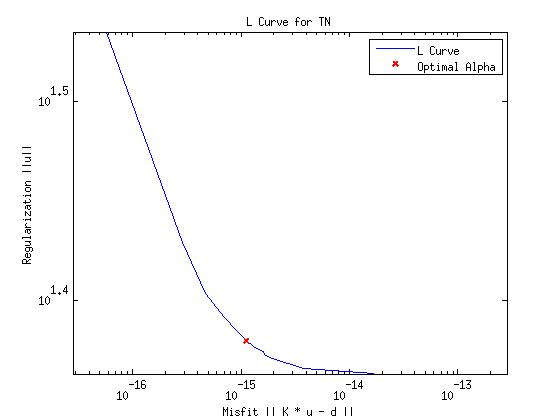 L Curve for TN
L Curve
Optimal Alpha
10^1.5
10^1.4
Regularization ||u||
10^-16
10^-15
10^-14
10^-13
Misfit || K * u - d ||